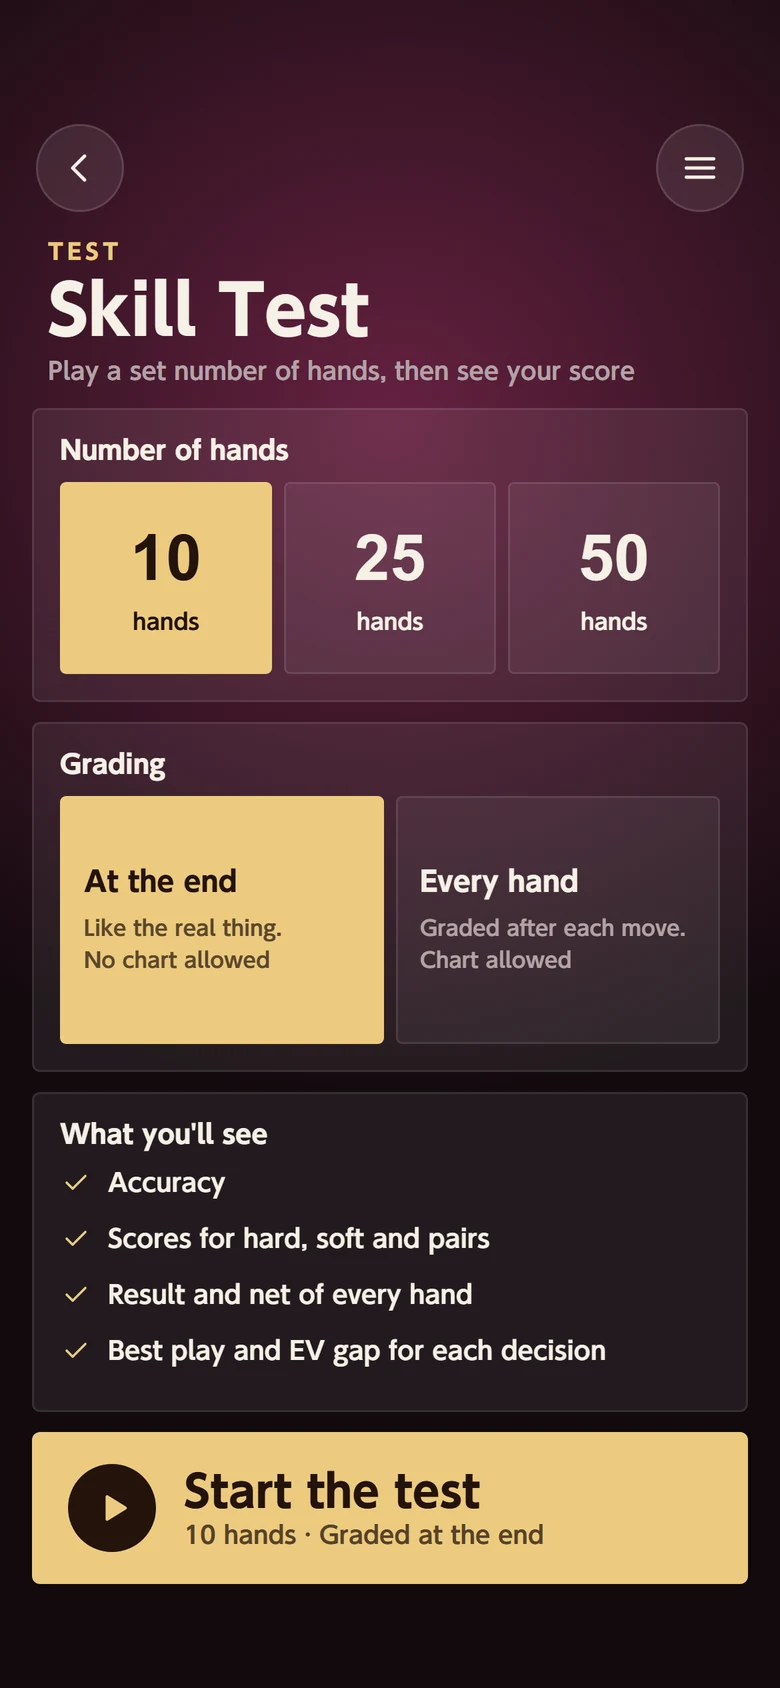 TEST
Skill Test
Play a set number of hands, then see your score
Number of hands
10
hands
25
hands
50
hands
Grading
At the end
Like the real thing.
No chart allowed
Every hand
Graded after each move.
Chart allowed
What you'll see
Accuracy
Scores for hard, soft and pairs
Result and net of every hand
Best play and EV gap for each decision
Start the test
10 hands · Graded at the end